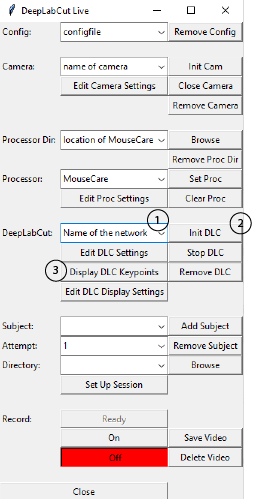 DeepLabCut Live
Config: configfile Remove Config
Camera: name of camera Init Cam
Edit Camera Settings Close Camera
Remove Camera
Processor Dir: location of MouseCare Browse
Remove Proc Dir
Processor: MouseCare Set Proc
Edit Proc Settings Clear Proc
1 2
DeepLabCut: Name of the network Init DLC
Edit DLC Settings Stop DLC
3 Display DLC Keypoints Remove DLC
Edit DLC Display Settings
Subject: Add Subject
Attempt: 1 Remove Subject
Directory: Browse
Set Up Session
Record: Ready
On Save Video
Off Delete Video
Close